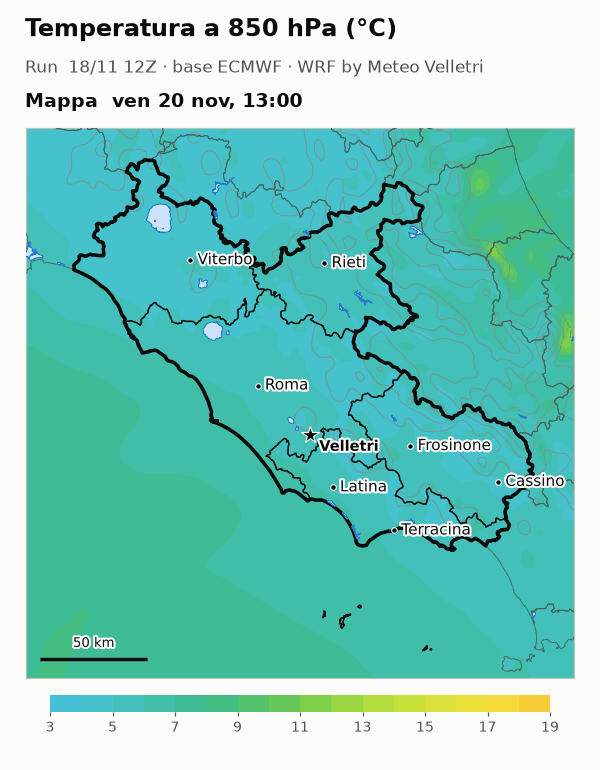 Temperatura a 850 hPa (°C)
Run  18/11 12Z · base ECMWF · WRF by Meteo Velletri
Mappa  ven 20 nov, 13:00
Viterbo
Rieti
Roma
Velletri
Frosinone
Latina
Cassino
Terracina
50 km
3 5 7 9 11 13 15 17 19